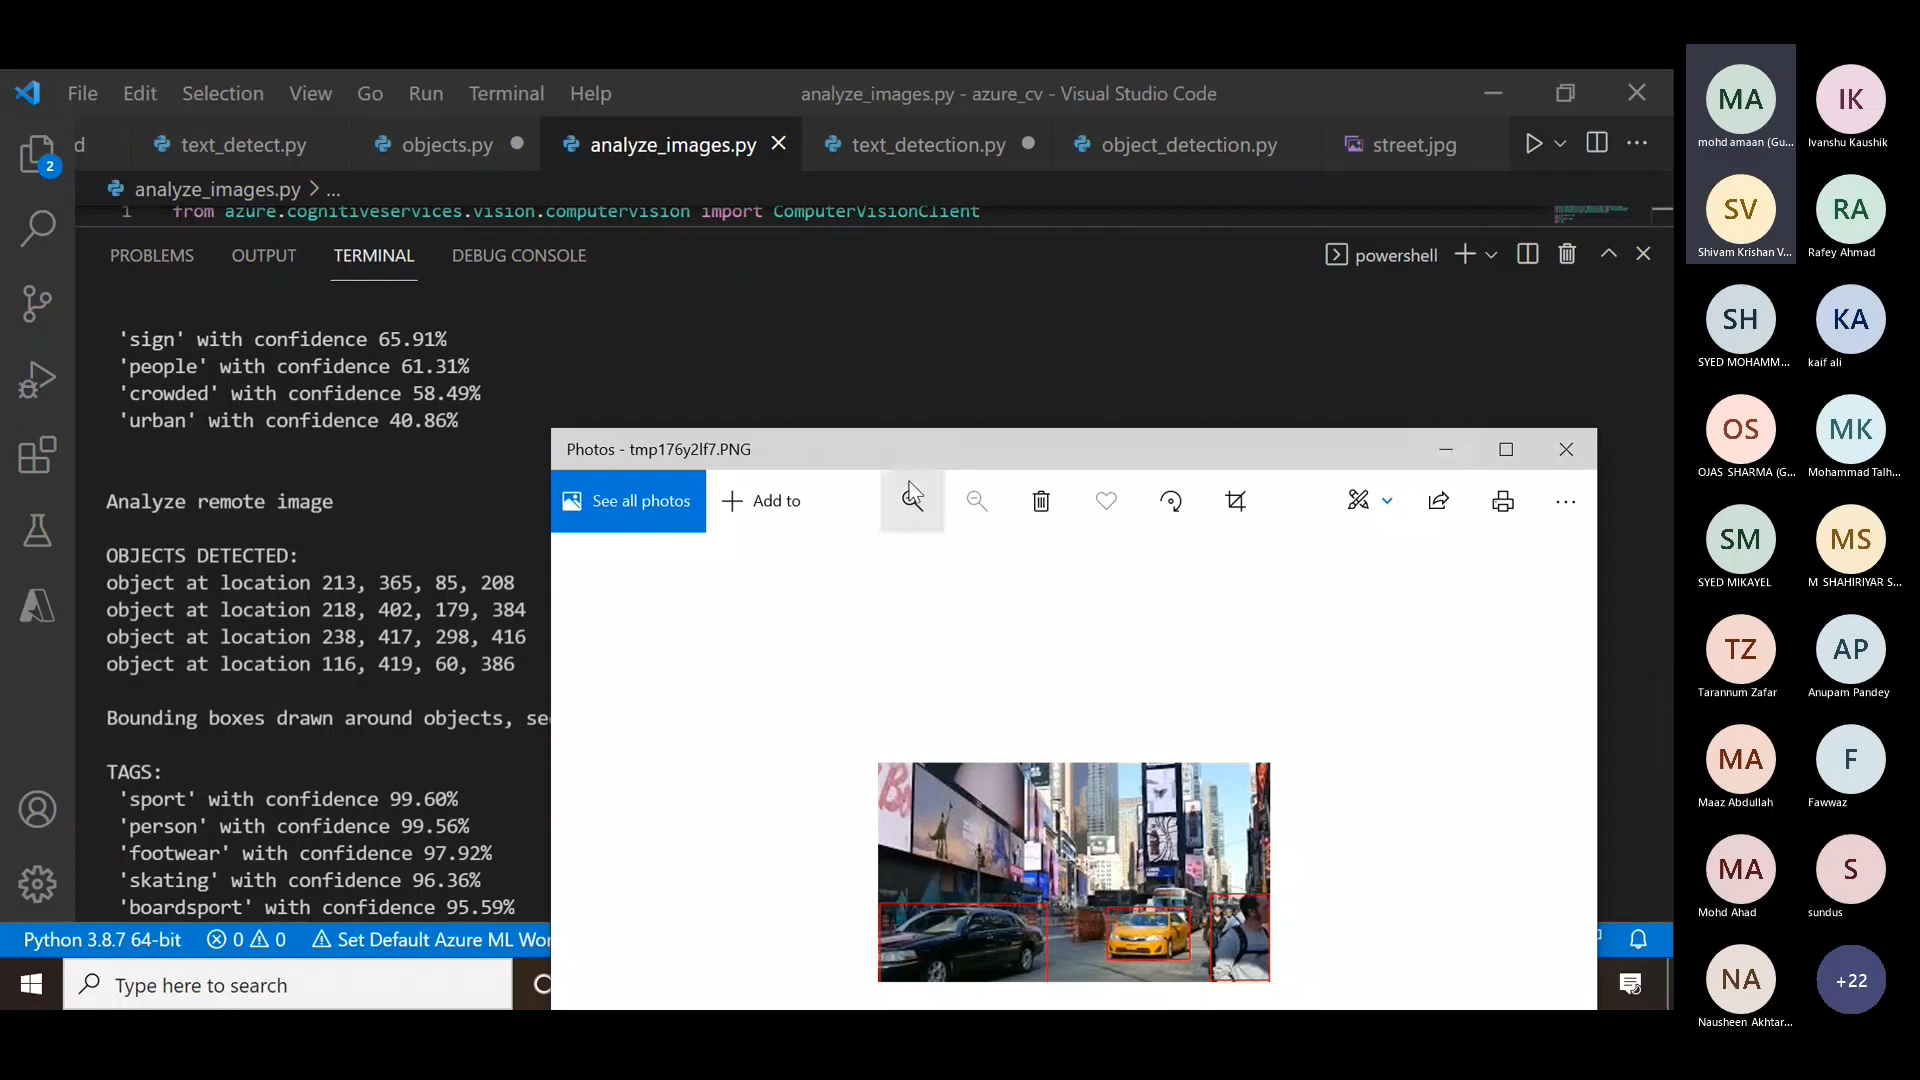 File Edit Selection View Go Run Terminal Help
analyze_images.py - azure_cv - Visual Studio Code
2
d text_detect.py objects.py analyze_images.py text_detection.py object_detection.py street.jpg
analyze_images.py > ...
1 from azure.cognitiveservices.vision.computervision import ComputerVisionClient
PROBLEMS OUTPUT TERMINAL DEBUG CONSOLE
powershell
'sign' with confidence 65.91%
'people' with confidence 61.31%
'crowded' with confidence 58.49%
'urban' with confidence 40.86%
Analyze remote image
OBJECTS DETECTED:
object at location 213, 365, 85, 208
object at location 218, 402, 179, 384
object at location 238, 417, 298, 416
object at location 116, 419, 60, 386
Bounding boxes drawn around objects, se
TAGS:
'sport' with confidence 99.60%
'person' with confidence 99.56%
'footwear' with confidence 97.92%
'skating' with confidence 96.36%
'boardsport' with confidence 95.59%
Photos - tmp176y2lf7.PNG
See all photos
Add to
Python 3.8.7 64-bit 0 0 Set Default Azure ML Wor
Type here to search
MA
mohd amaan (Gu...
IK
Ivanshu Kaushik
SV
Shivam Krishan V...
RA
Rafey Ahmad
SH
SYED MOHAMM...
KA
kaif ali
OS
OJAS SHARMA (G...
MK
Mohammad Talh...
SM
SYED MIKAYEL
MS
M SHAHIRIYAR S...
TZ
Tarannum Zafar
AP
Anupam Pandey
MA
Maaz Abdullah
F
Fawwaz
MA
Mohd Ahad
S
sundus
NA
Nausheen Akhtar...
+22